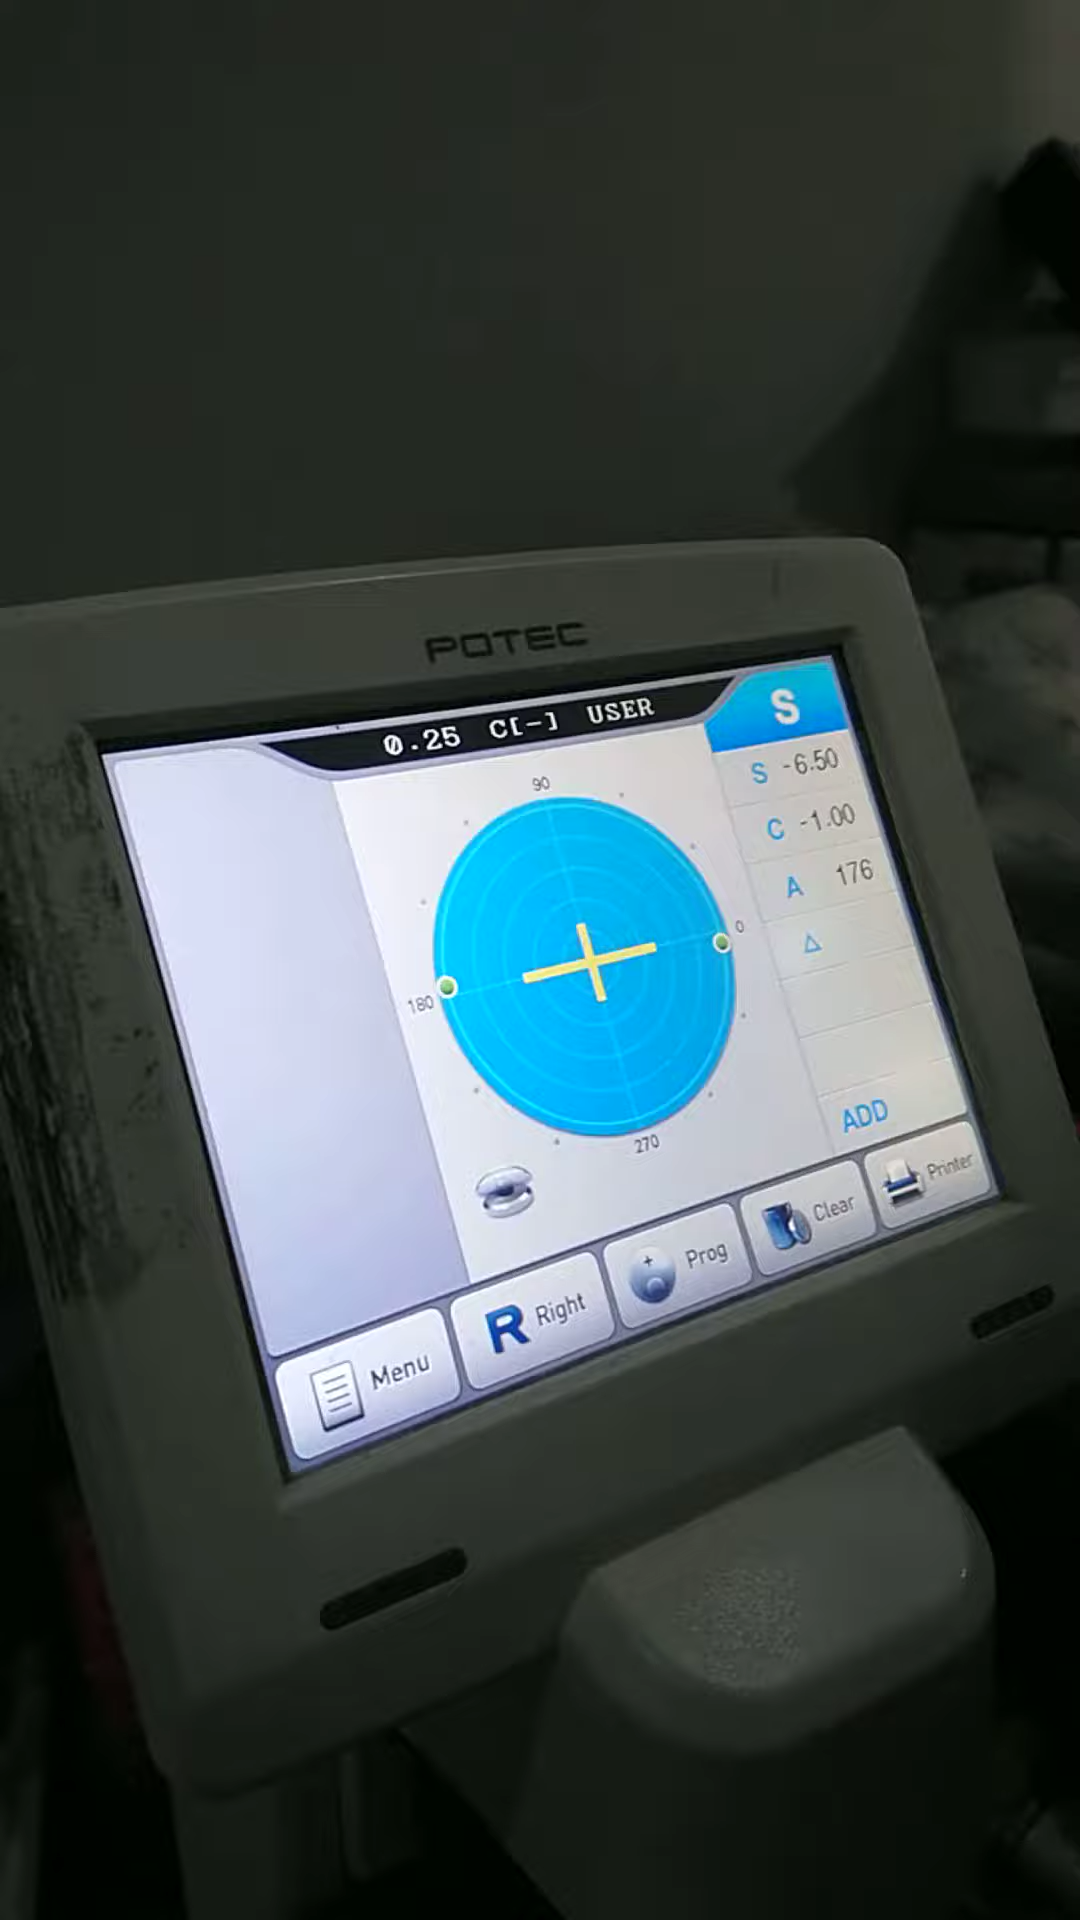 POTEC
0.25 C[-] USER
S
S -6.50
C -1.00
A 176
△
ADD
90
0
180
270
Menu
R Right
Prog
Clear
Printer